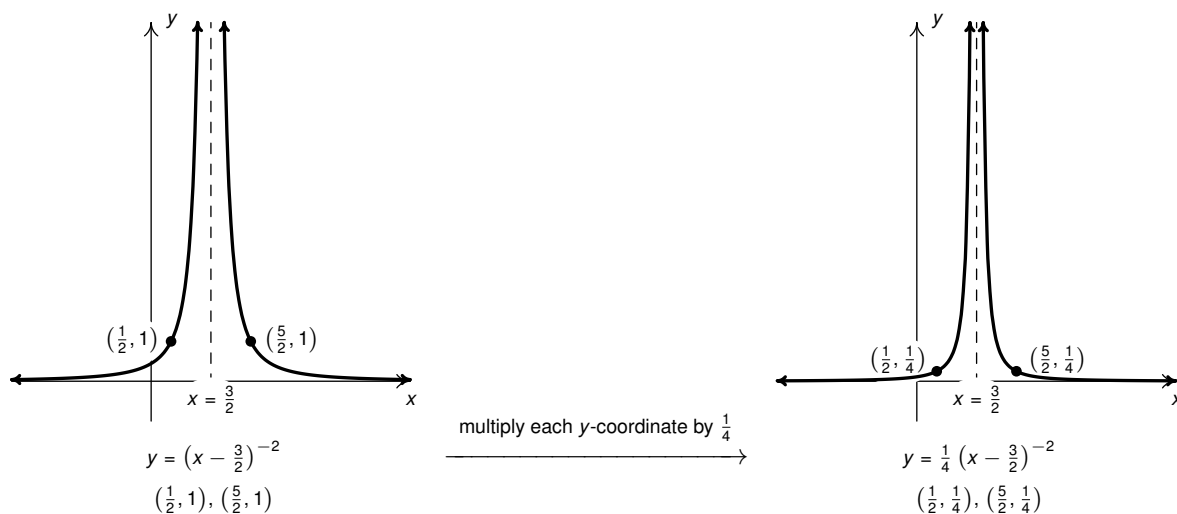 y
(1/2, 1)
(5/2, 1)
x = 3/2
x
y = (x − 3/2)^−2
(1/2, 1), (5/2, 1)
multiply each y-coordinate by 1/4
y
(1/2, 1/4)
(5/2, 1/4)
x = 3/2
x
y = 1/4 (x − 3/2)^−2
(1/2, 1/4), (5/2, 1/4)